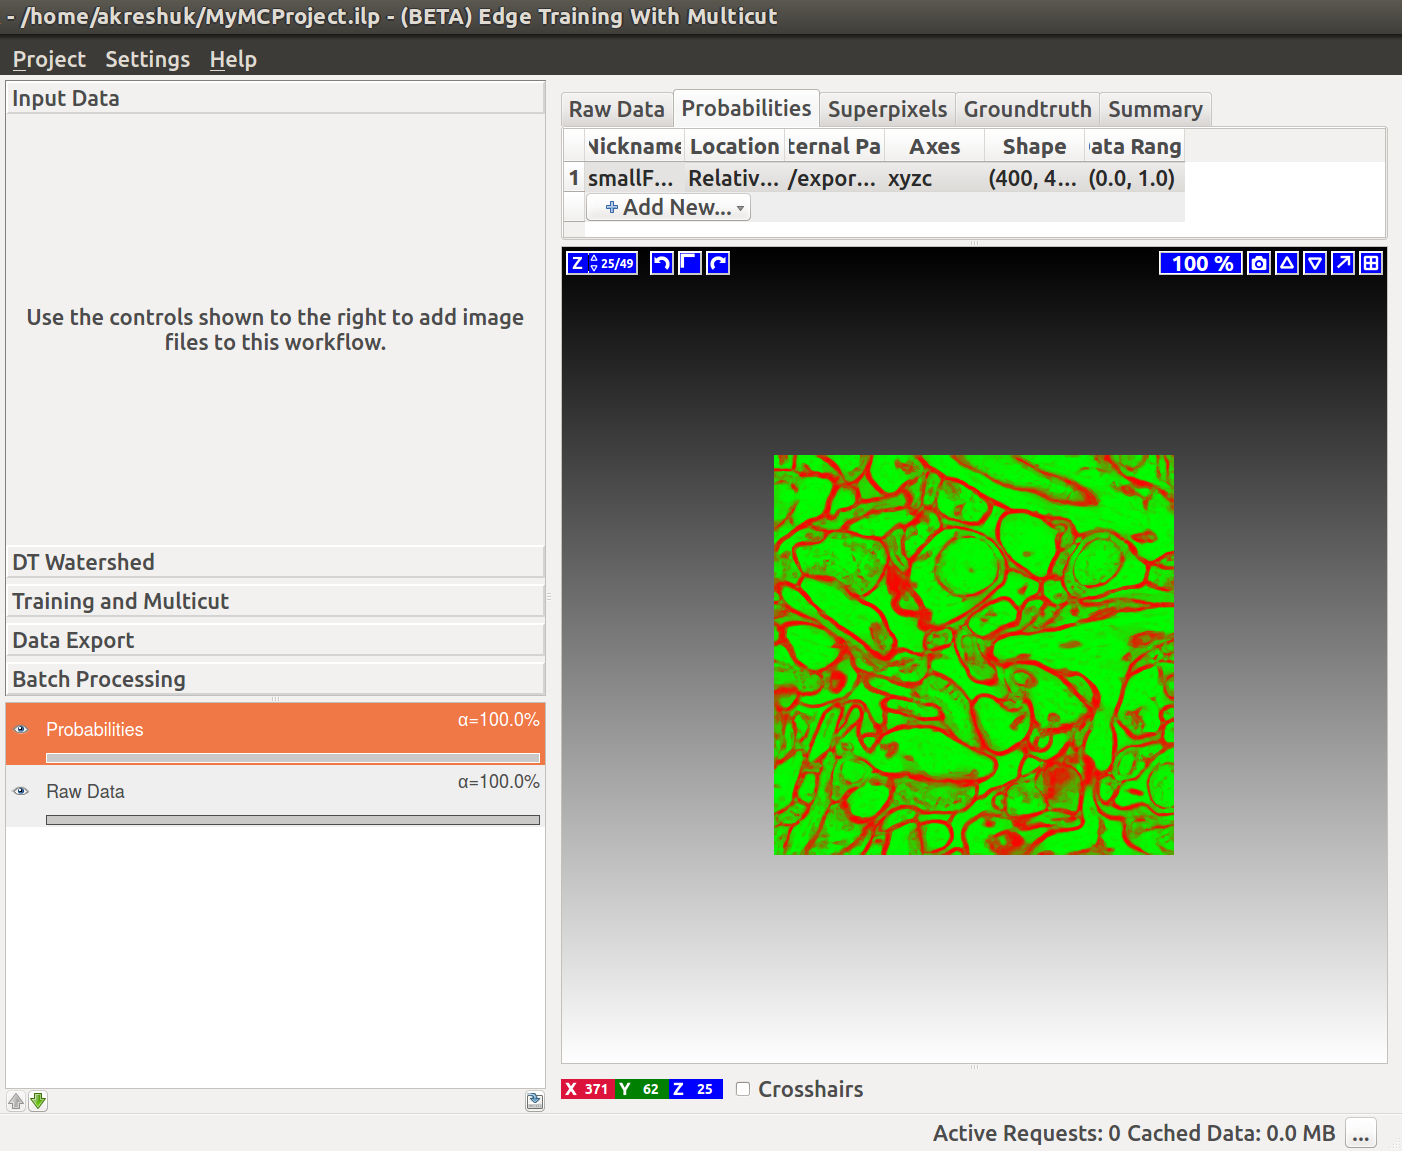 - /home/akreshuk/MyMCProject.ilp - (BETA) Edge Training With Multicut
Project Settings Help
Input Data
Use the controls shown to the right to add image
files to this workflow.
DT Watershed
Training and Multicut
Data Export
Batch Processing
α=100.0%
Probabilities
α=100.0%
Raw Data
Raw Data Probabilities Superpixels Groundtruth Summary
Nickname Location ternal Pa Axes Shape ata Rang
1 smallF... Relativ... /expor... xyzc (400, 4... (0.0, 1.0)
Add New...
Z 25/49 100 %
X 371 Y 62 Z 25 Crosshairs
Active Requests: 0 Cached Data: 0.0 MB ...